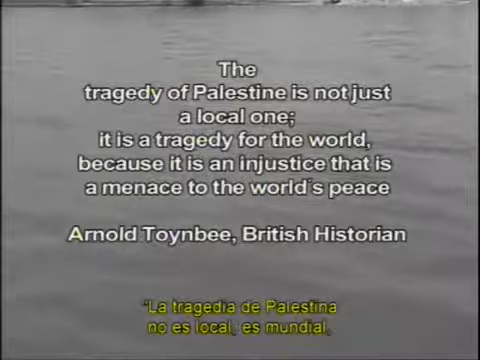 The
tragedy of Palestine is not just
a local one;
it is a tragedy for the world,
because it is an injustice that is
a menace to the world's peace
Arnold Toynbee, British Historian
"La tragedia de Palestina
no es local, es mundial,